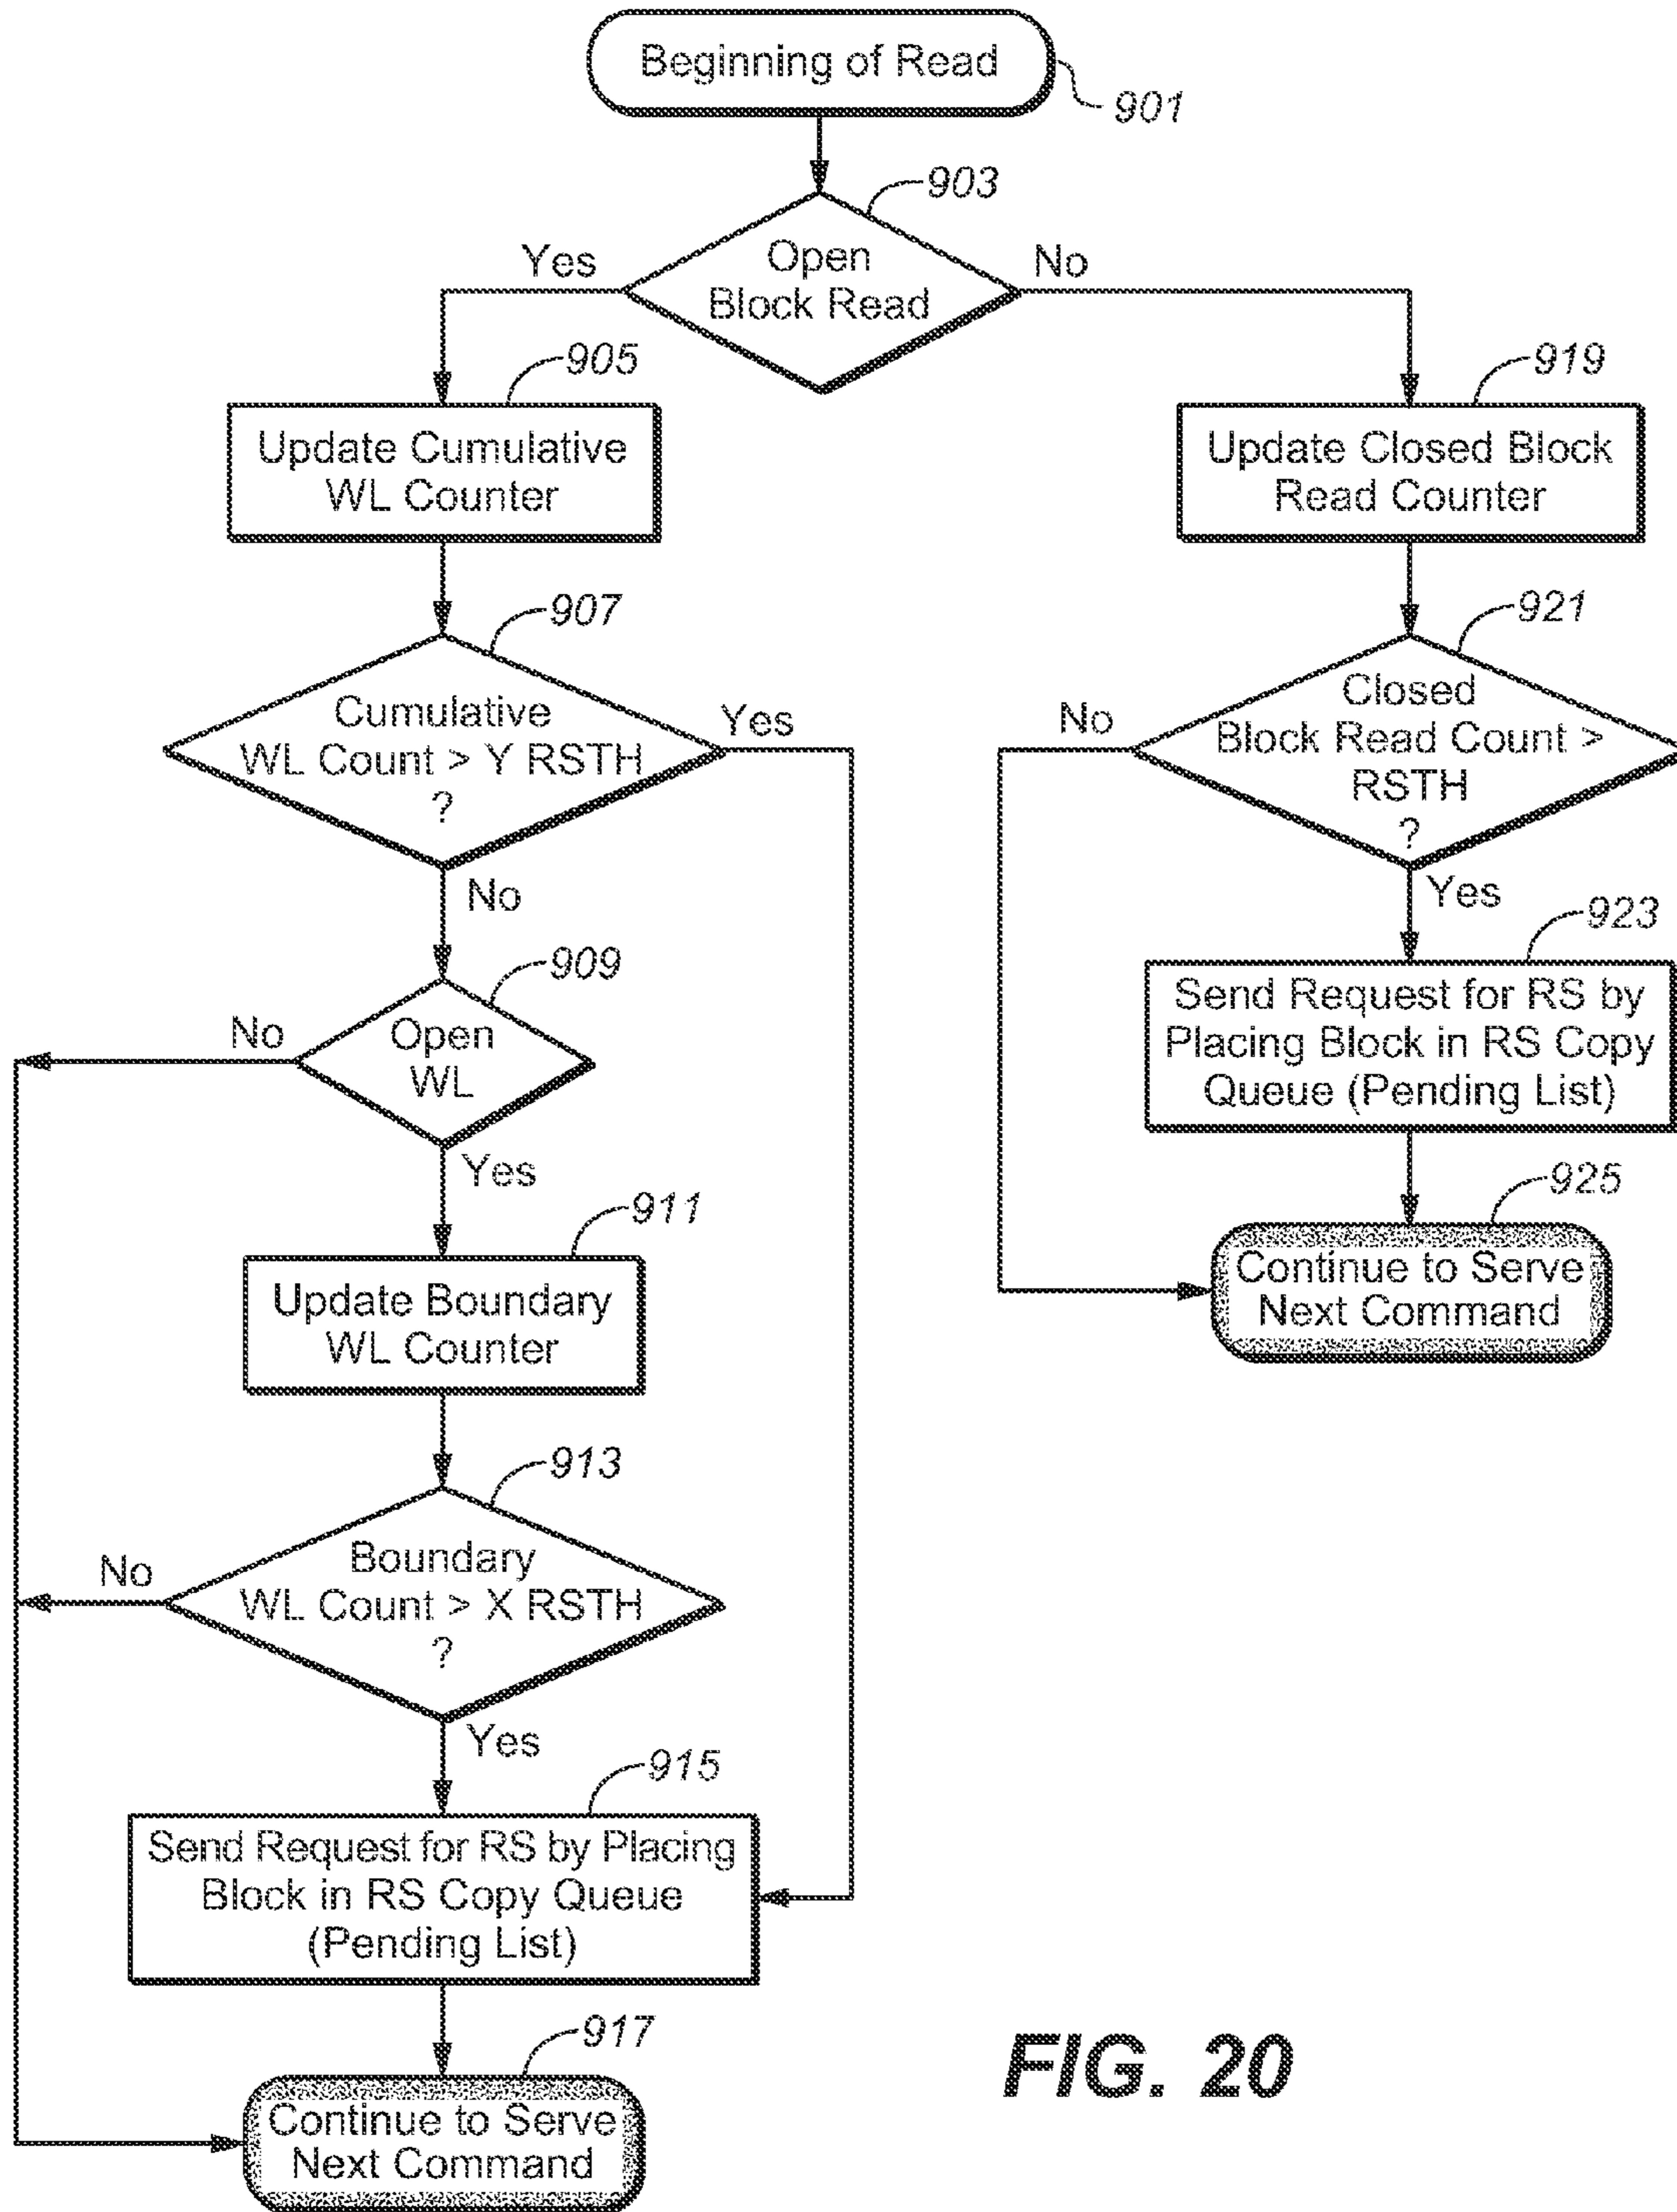 Beginning of Read
901
903
Open
Block Read
Yes
No
905
Update Cumulative
WL Counter
907
Cumulative
WL Count > Y RSTH
?
Yes
No
909
Open
WL
No
Yes
911
Update Boundary
WL Counter
913
Boundary
WL Count > X RSTH
?
No
Yes
915
Send Request for RS by Placing
Block in RS Copy Queue
(Pending List)
917
Continue to Serve
Next Command
919
Update Closed Block
Read Counter
921
Closed
Block Read Count >
RSTH
?
No
Yes
923
Send Request for RS by
Placing Block in RS Copy
Queue (Pending List)
925
Continue to Serve
Next Command
FIG. 20